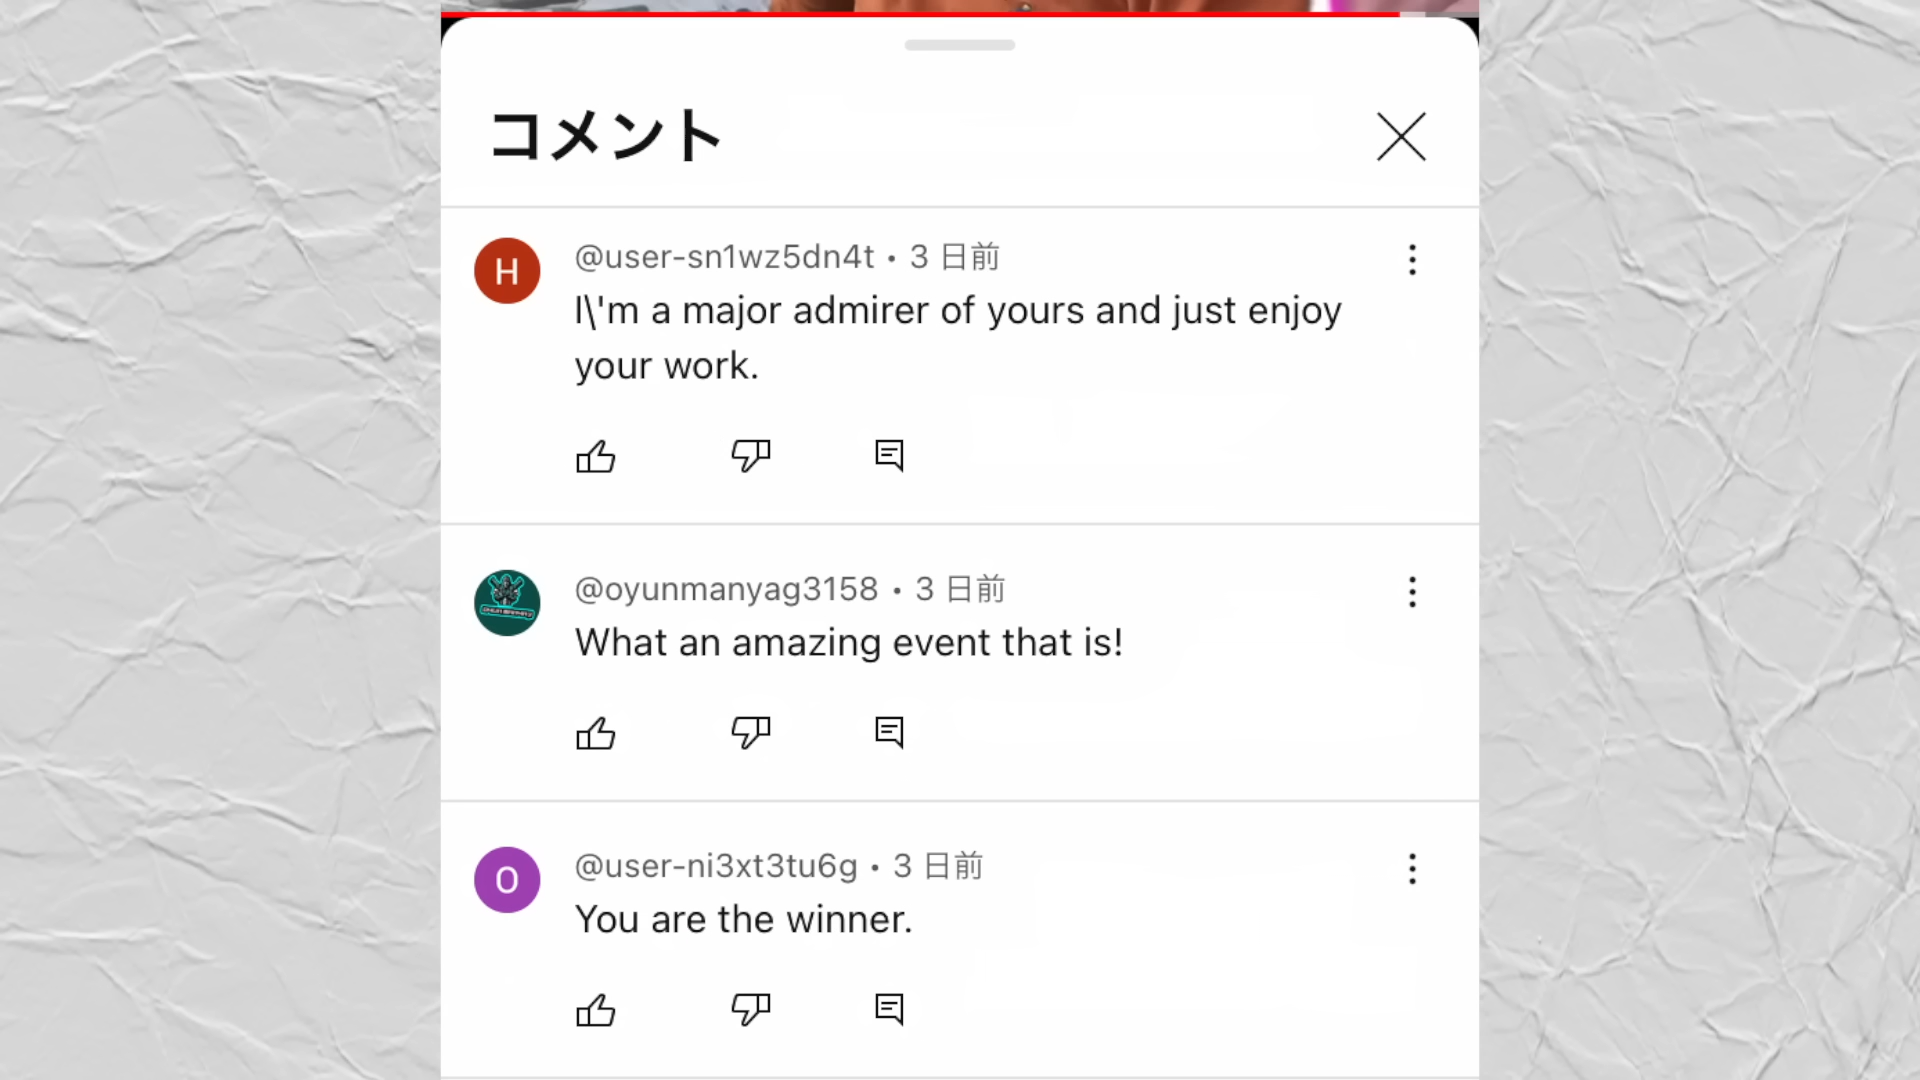 コメント
H
@user-sn1wz5dn4t • 3 日前
I\'m a major admirer of yours and just enjoy
your work.
@oyunmanyag3158 • 3 日前
What an amazing event that is!
O
@user-ni3xt3tu6g • 3 日前
You are the winner.